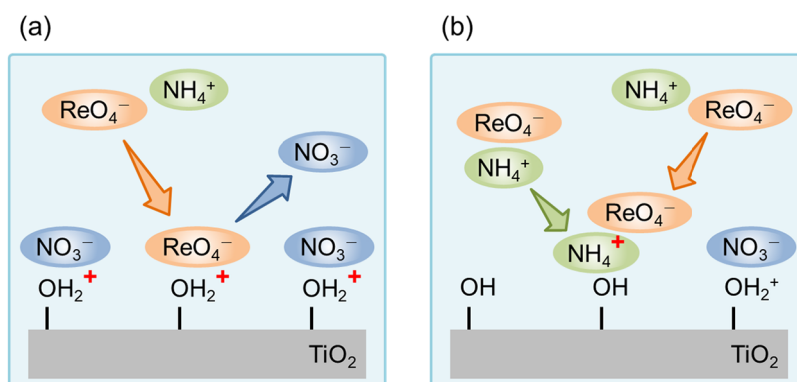 (a)
NH₄⁺
ReO₄⁻
NO₃⁻
NO₃⁻ ReO₄⁻ NO₃⁻
OH₂+ OH₂+ OH₂+
TiO₂
(b)
NH₄⁺
ReO₄⁻
ReO₄⁻
NH₄⁺
ReO₄⁻
NO₃⁻
NH₄+
OH OH OH₂⁺
TiO₂